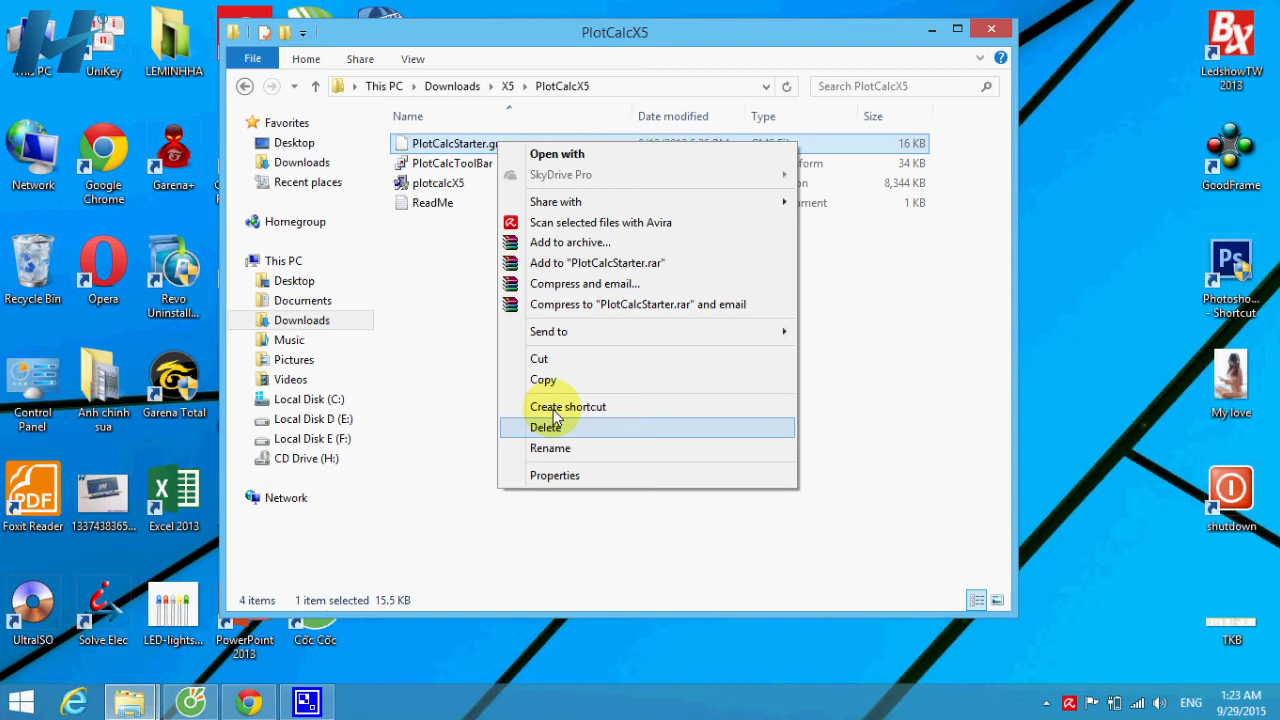 PlotCalcX5
File
Home
Share
View
This PC
Downloads
X5
PlotCalcX5
Search PlotCalcX5
Name
Date modified
Type
Size
PlotCalcStarter.
16 KB
PlotCalcToolBar
34 KB
plotcalcX5
8,344 KB
ReadMe
1 KB
Favorites
Desktop
Downloads
Recent places
Homegroup
This PC
Desktop
Documents
Downloads
Music
Pictures
Videos
Local Disk (C:)
Local Disk D (E:)
Local Disk E (F:)
CD Drive (H:)
Network
Open with
SkyDrive Pro
Share with
Scan selected files with Avira
Add to archive...
Add to "PlotCalcStarter.rar"
Compress and email...
Compress to "PlotCalcStarter.rar" and email
Send to
Cut
Copy
Create shortcut
Delete
Rename
Properties
4 items
1 item selected
15.5 KB
This PC
UniKey
LEMINHHA
Network
Google
Chrome
Garena+
Recycle Bin
Opera
Revo
Uninstall...
Control
Panel
Anh chinh
sua
Garena Total
Foxit Reader
1337438365...
Excel 2013
UltraISO
Solve Elec
LED-lights...
PowerPoint
2013
Cốc Cốc
LedshowTW
2013
GoodFrame
Photosho...
- Shortcut
My love
shutdown
TKB
ENG
1:23 AM
9/29/2015